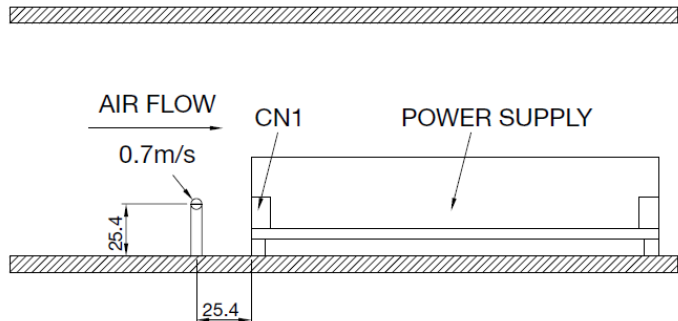 AIR FLOW
CN1
POWER SUPPLY
0.7m/s
25.4
25.4